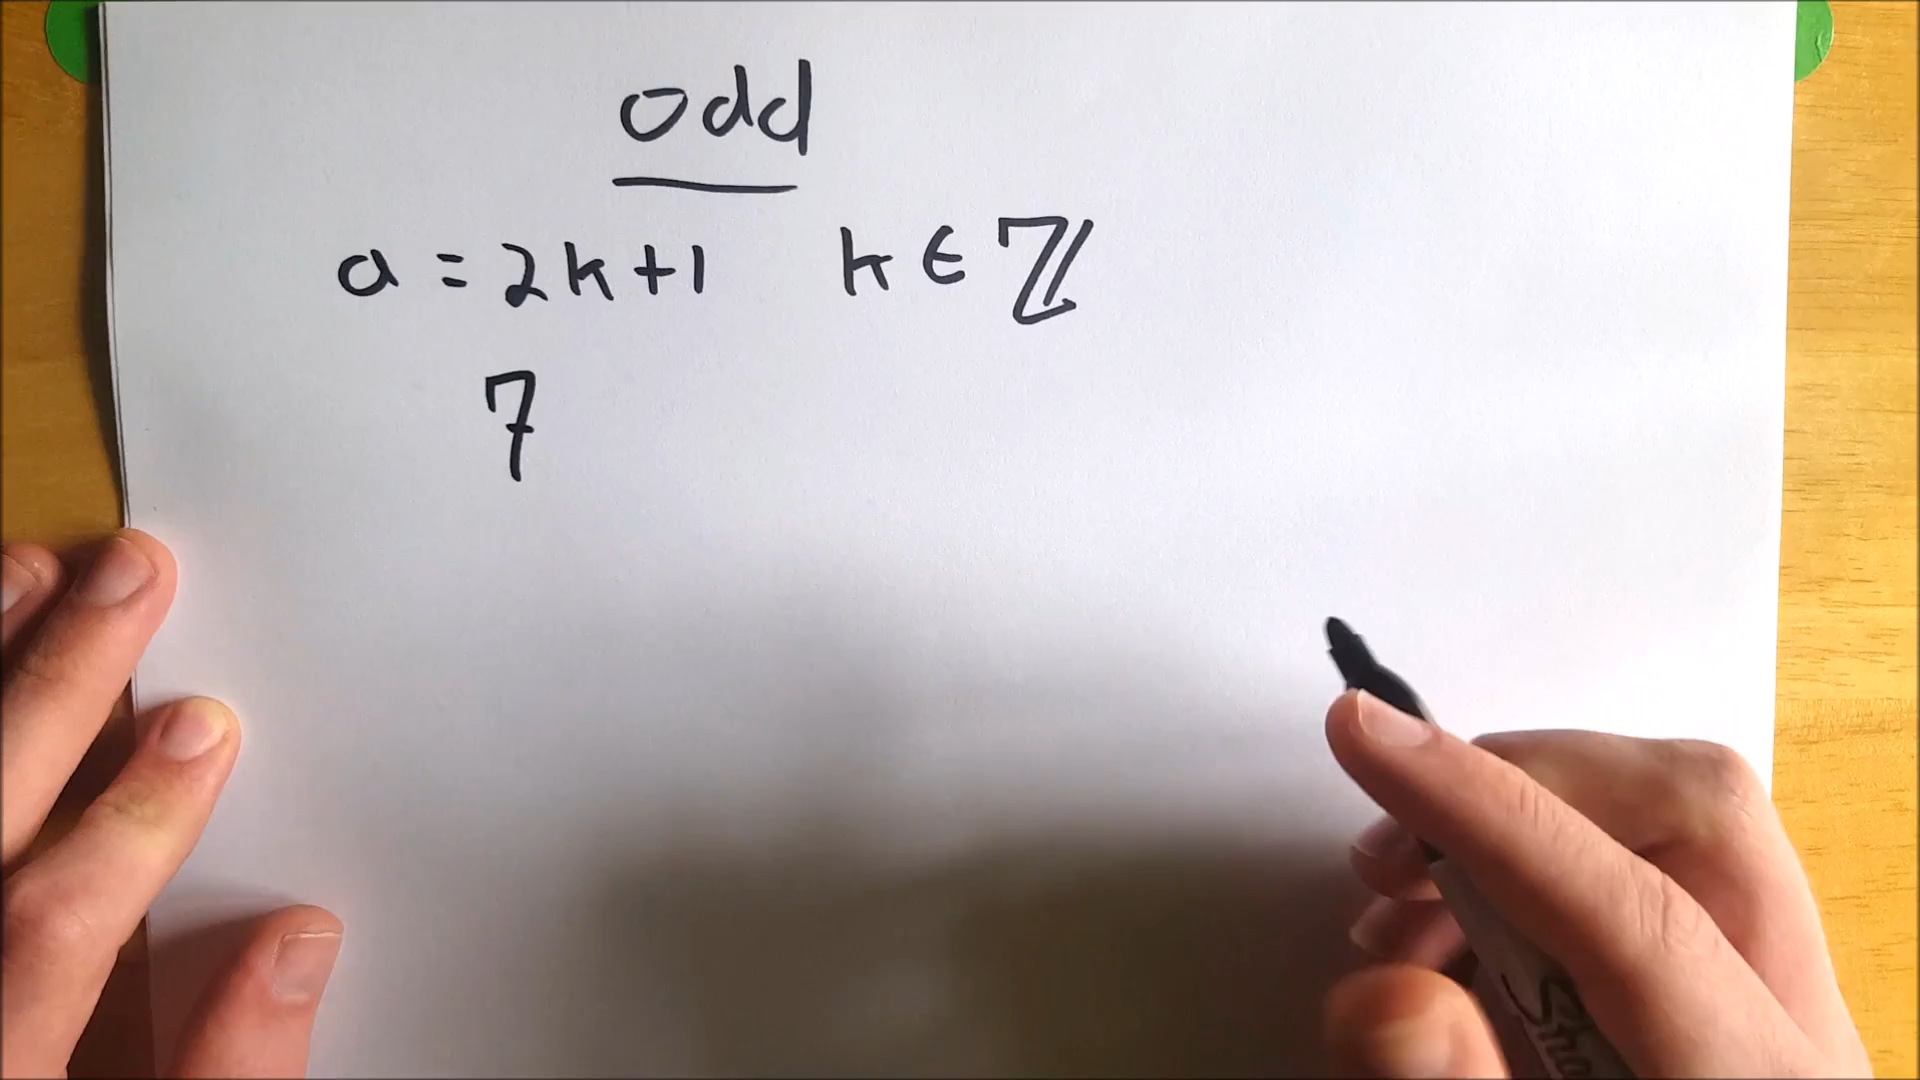 odd
a = 2k+1 k ∈ ℤ
7